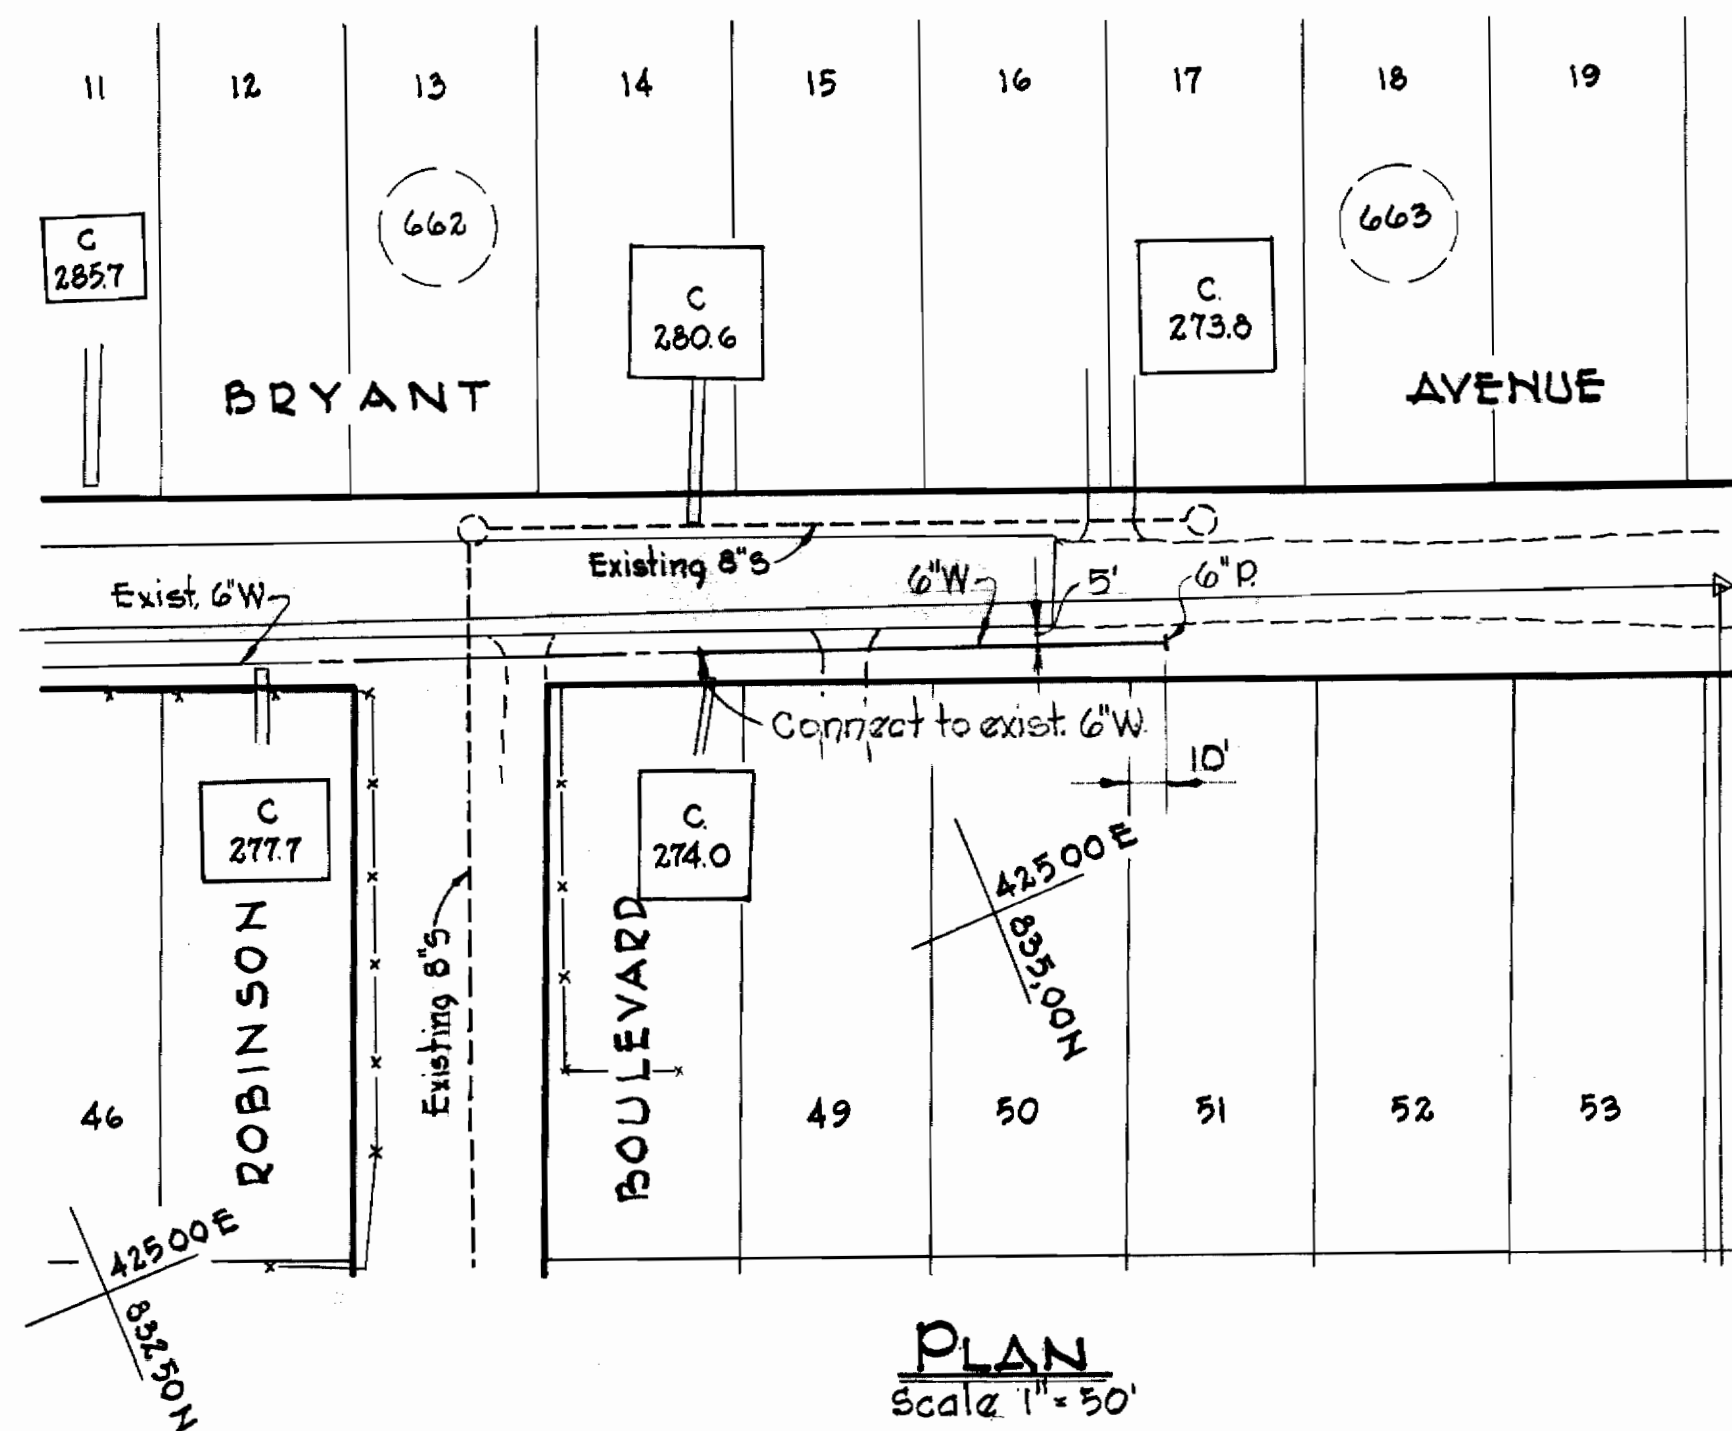 11 12 13 14 15 16 17 18 19
662
663
C
285.7
C
280.6
C.
273.8
BRYANT AVENUE
Existing 8"S
Exist. 6"W
6"W
5'
6"P.
Connect to exist. 6"W.
10'
C
277.7
C.
274.0
42500E
83500N
ROBINSON
Existing 8"S
BOULEVARD
46 49 50 51 52 53
42500E
83250N
PLAN
Scale 1" = 50'